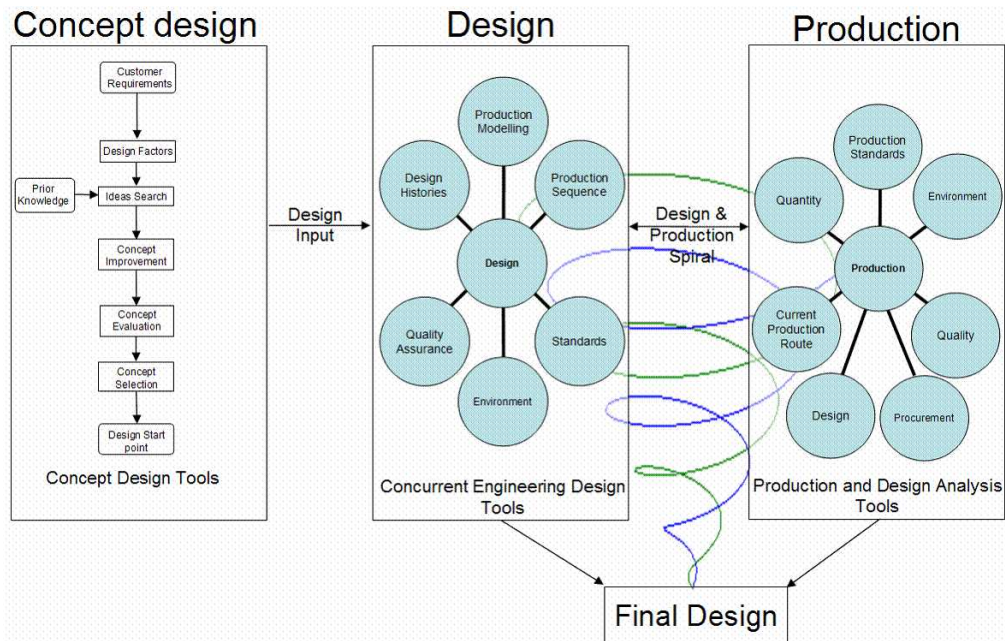 Concept design
Customer
Requirements
Design Factors
Prior
Knowledge
Ideas Search
Concept
Improvement
Concept
Evaluation
Concept
Selection
Design Start
point
Concept Design Tools
Design
Input
Design
Production
Modelling
Design
Histories
Production
Sequence
Design
Quality
Assurance
Standards
Environment
Concurrent Engineering Design
Tools
Design &
Production
Spiral
Production
Production
Standards
Quantity
Environment
Production
Current
Production
Route
Quality
Design
Procurement
Production and Design Analysis
Tools
Final Design